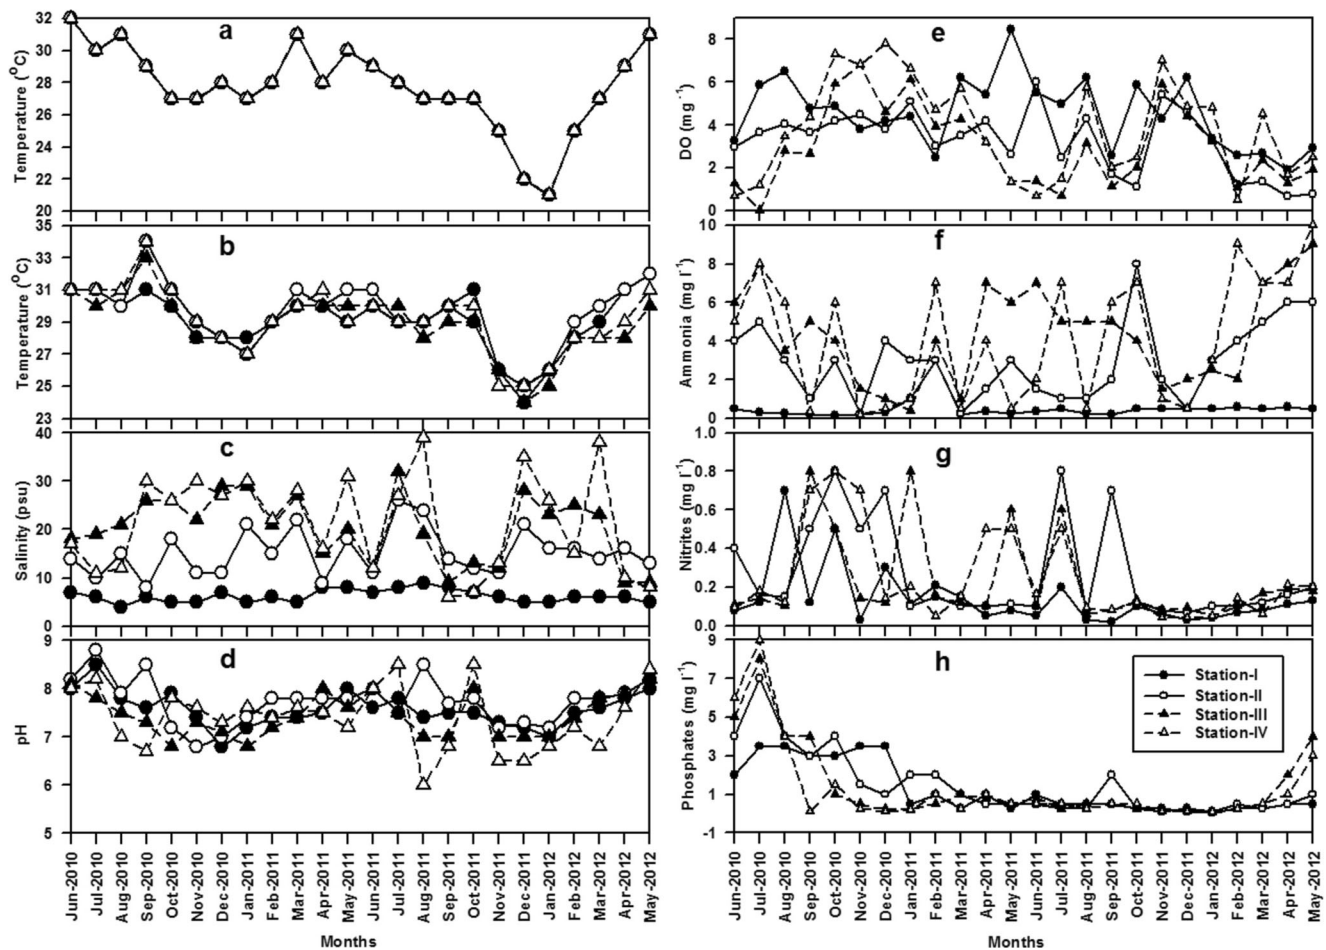 a
Temperature (°C)
32
30
28
26
24
22
20
b
Temperature (°C)
35
33
31
29
27
25
23
c
Salinity (psu)
40
30
20
10
0
d
pH
9
8
7
6
5
Jun-2010
Jul-2010
Aug-2010
Sep-2010
Oct-2010
Nov-2010
Dec-2010
Jan-2011
Feb-2011
Mar-2011
Apr-2011
May-2011
Jun-2011
Jul-2011
Aug-2011
Sep-2011
Oct-2011
Nov-2011
Dec-2011
Jan-2012
Feb-2012
Mar-2012
Apr-2012
May-2012
Months
e
DO (mg ⁻¹)
8
6
4
2
0
f
Ammonia (mg l⁻¹)
10
8
6
4
2
0
g
Nitrites (mg l⁻¹)
1.0
0.8
0.6
0.4
0.2
0.0
h
Phosphates (mg l⁻¹)
9
7
5
3
1
-1
Station-I
Station-II
Station-III
Station-IV
Jun-2010
Jul-2010
Aug-2010
Sep-2010
Oct-2010
Nov-2010
Dec-2010
Jan-2011
Feb-2011
Mar-2011
Apr-2011
May-2011
Jun-2011
Jul-2011
Aug-2011
Sep-2011
Oct-2011
Nov-2011
Dec-2011
Jan-2012
Feb-2012
Mar-2012
Apr-2012
May-2012
Months